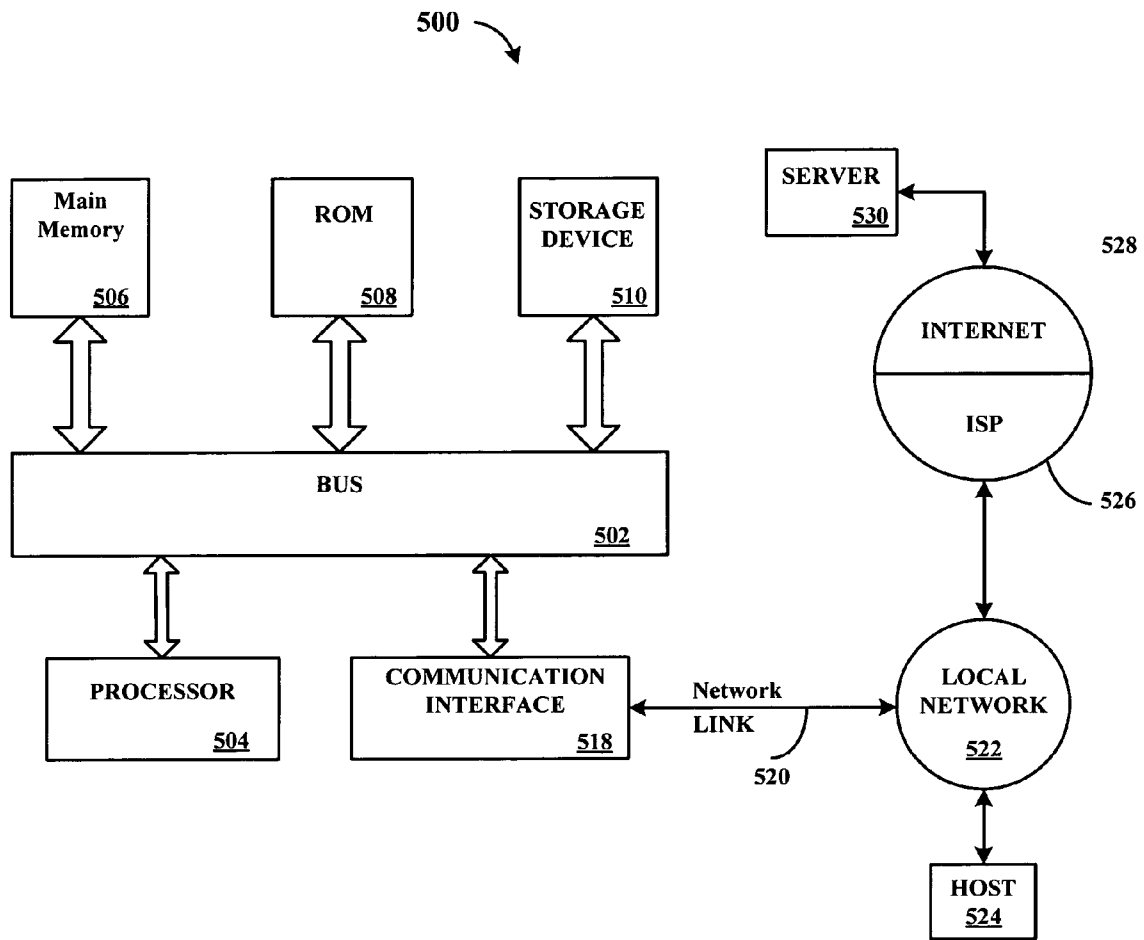 500
Main
Memory
506
ROM
508
STORAGE
DEVICE
510
SERVER
530
528
INTERNET
ISP
526
BUS
502
PROCESSOR
504
COMMUNICATION
INTERFACE
518
Network
LINK
520
LOCAL
NETWORK
522
HOST
524